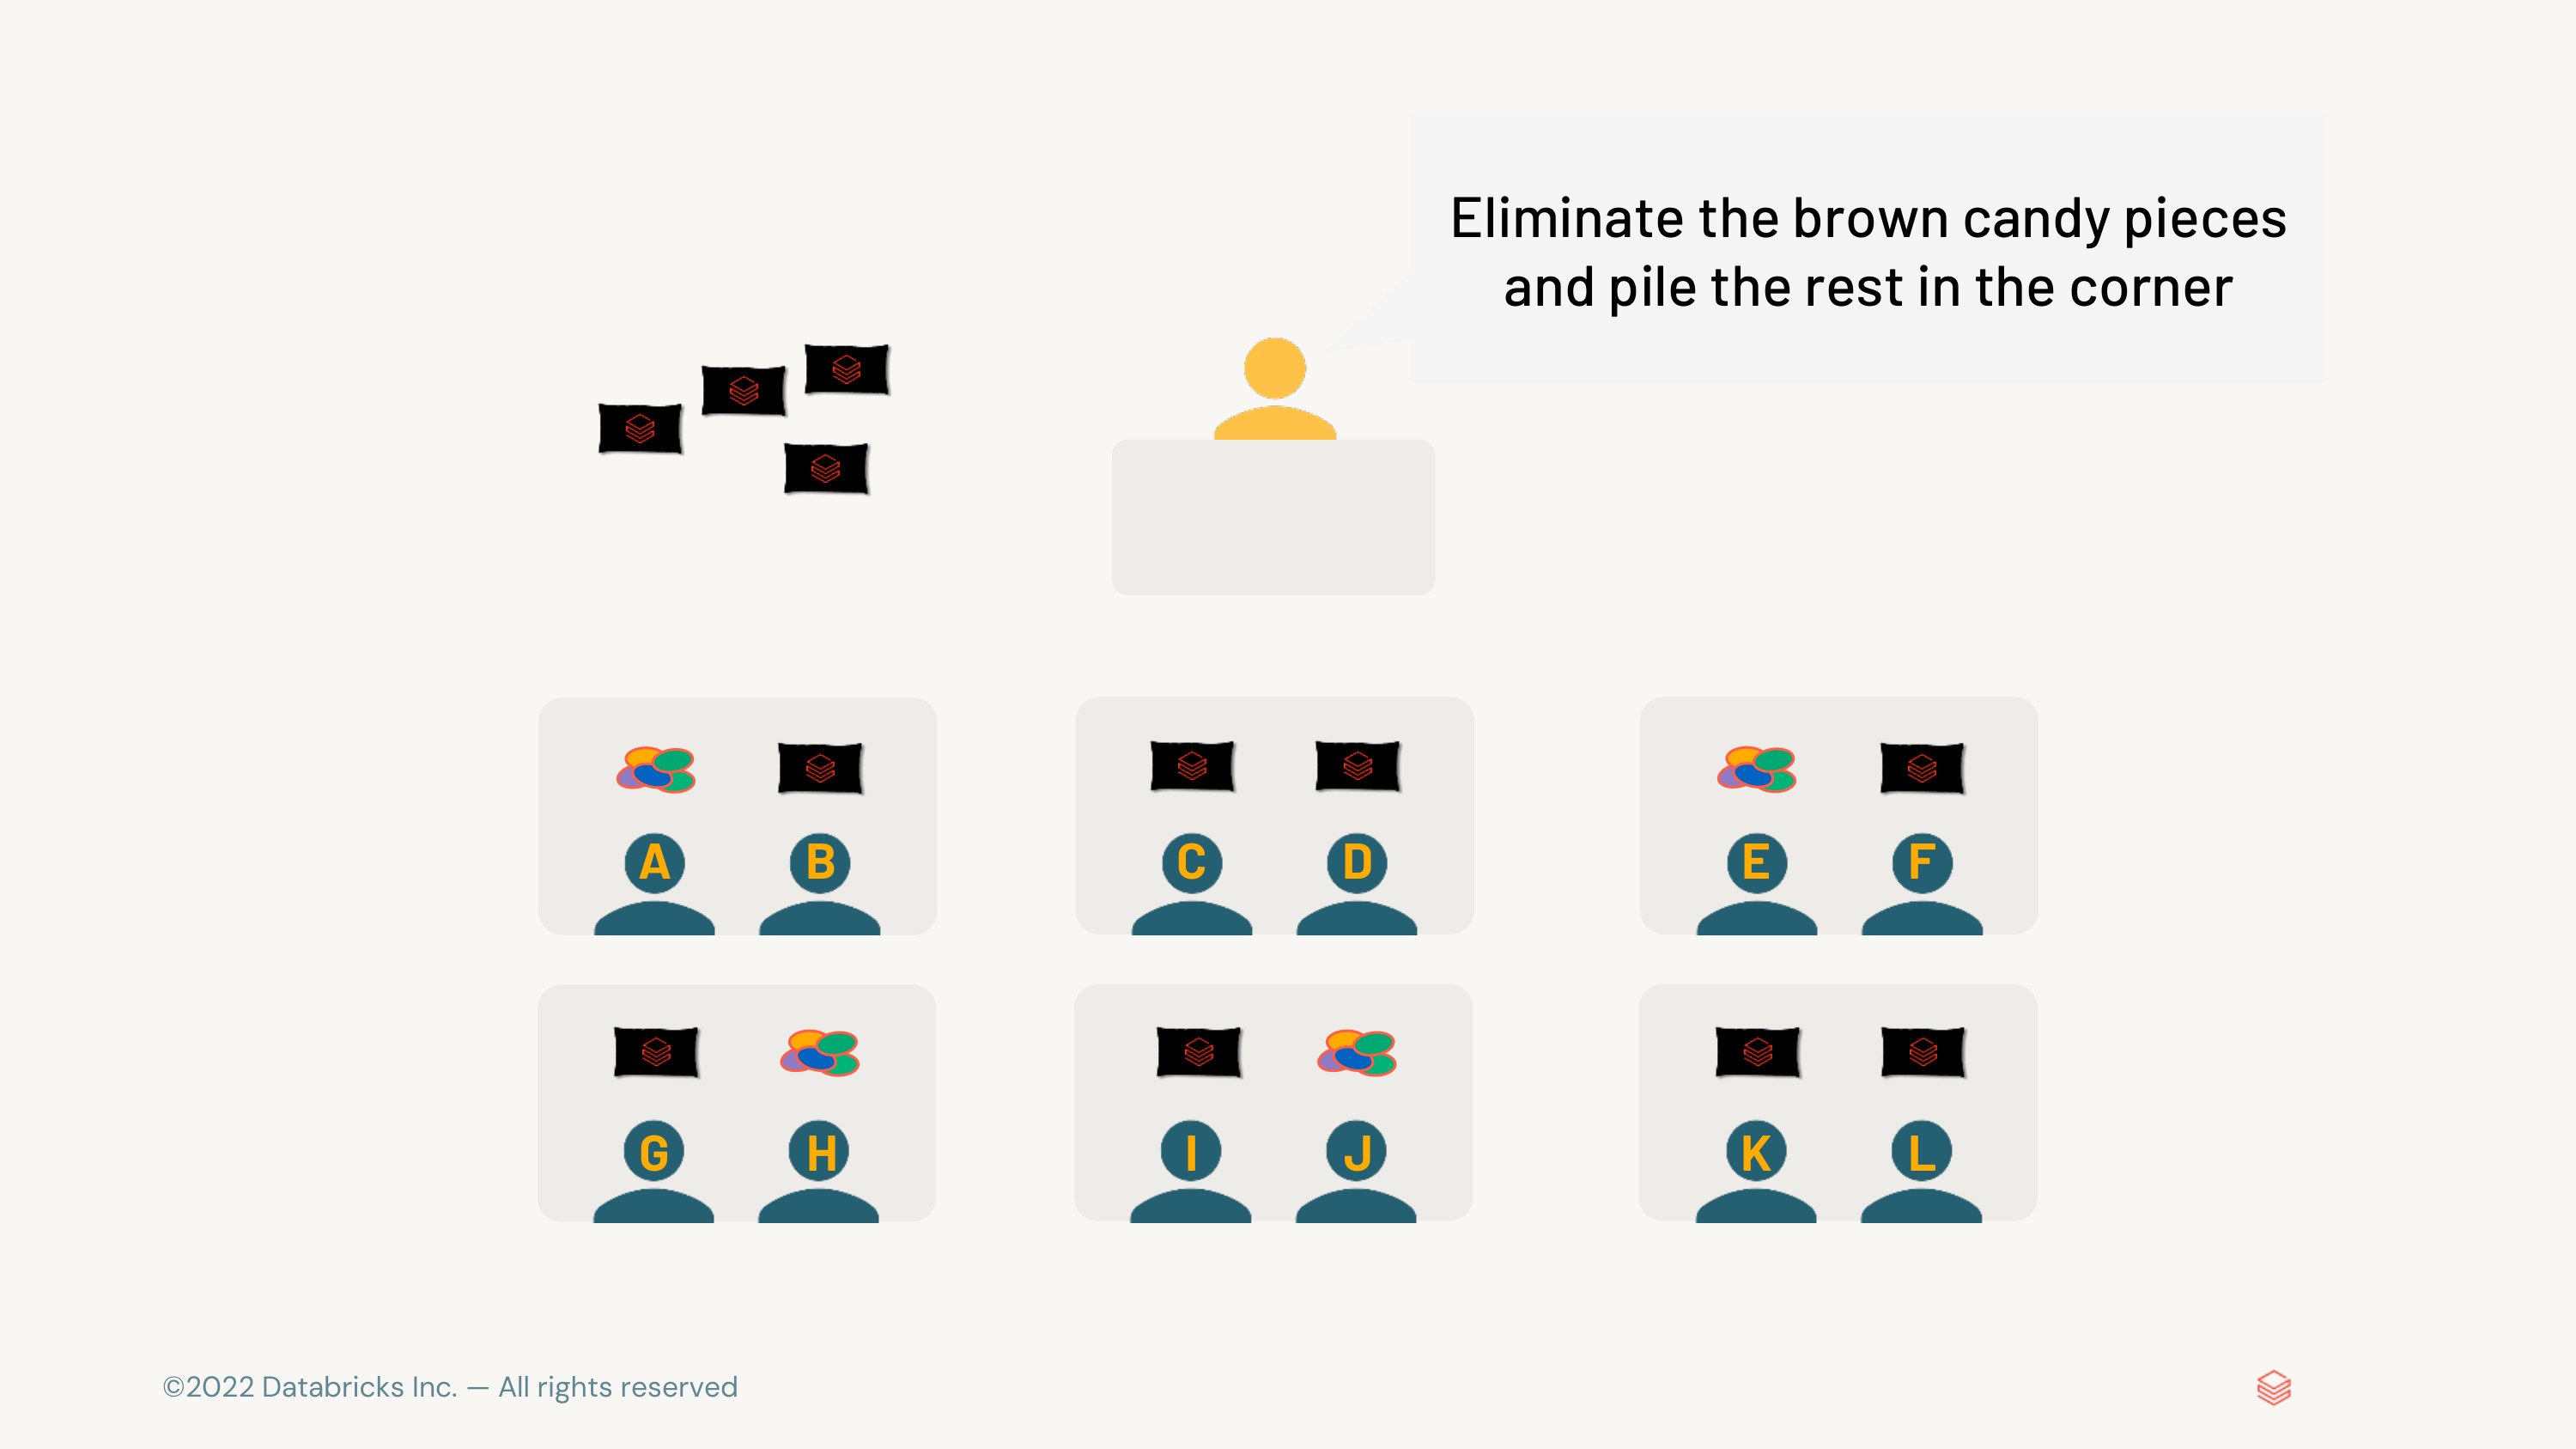 Eliminate the brown candy pieces
and pile the rest in the corner
A B C D E F
G H I J K L
©2022 Databricks Inc. — All rights reserved